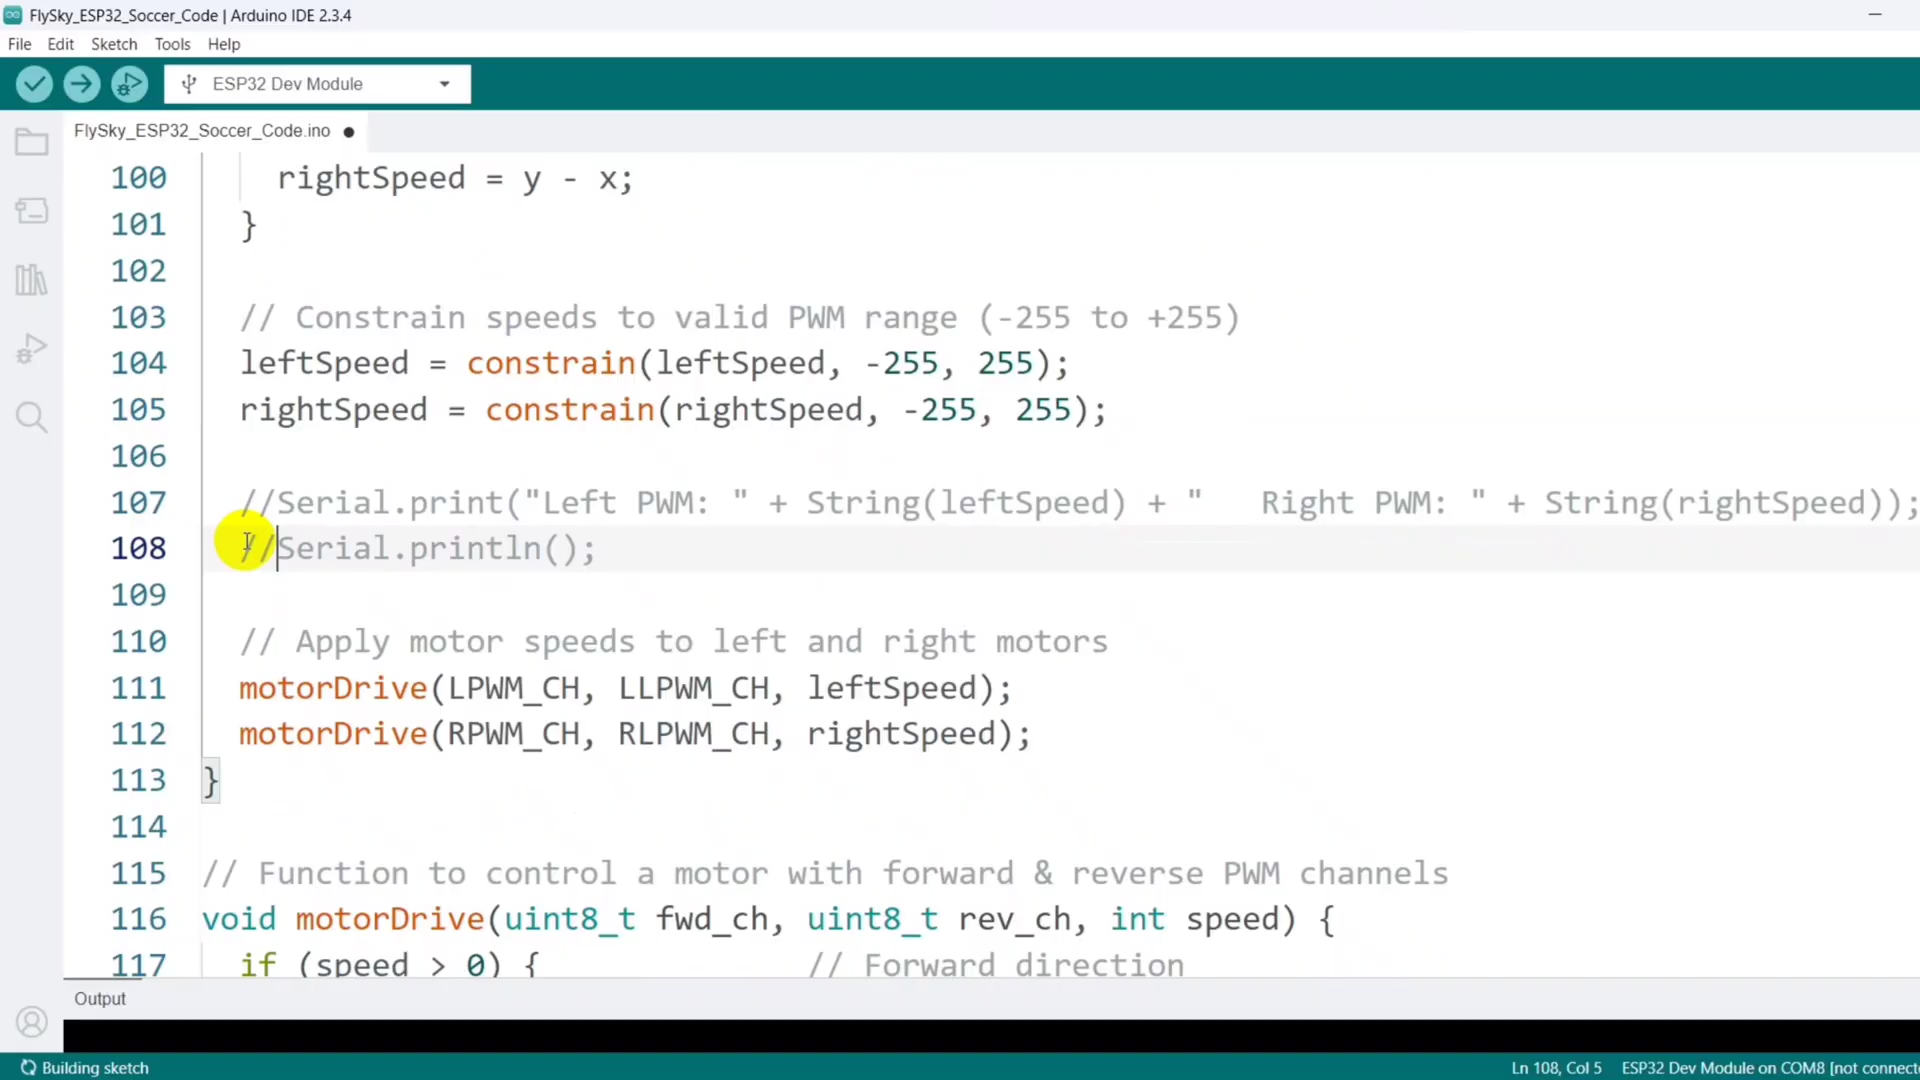 FlySky_ESP32_Soccer_Code | Arduino IDE 2.3.4
File Edit Sketch Tools Help
ESP32 Dev Module
FlySky_ESP32_Soccer_Code.ino
100 rightSpeed = y - x;
101 }
102
103 // Constrain speeds to valid PWM range (-255 to +255)
104 leftSpeed = constrain(leftSpeed, -255, 255);
105 rightSpeed = constrain(rightSpeed, -255, 255);
106
107 //Serial.print("Left PWM: " + String(leftSpeed) + "   Right PWM: " + String(rightSpeed));
108 //Serial.println();
109
110 // Apply motor speeds to left and right motors
111 motorDrive(LPWM_CH, LLPWM_CH, leftSpeed);
112 motorDrive(RPWM_CH, RLPWM_CH, rightSpeed);
113 }
114
115 // Function to control a motor with forward & reverse PWM channels
116 void motorDrive(uint8_t fwd_ch, uint8_t rev_ch, int speed) {
117 if (speed > 0) { // Forward direction
Output
Building sketch Ln 108, Col 5 ESP32 Dev Module on COM8 [not connecte